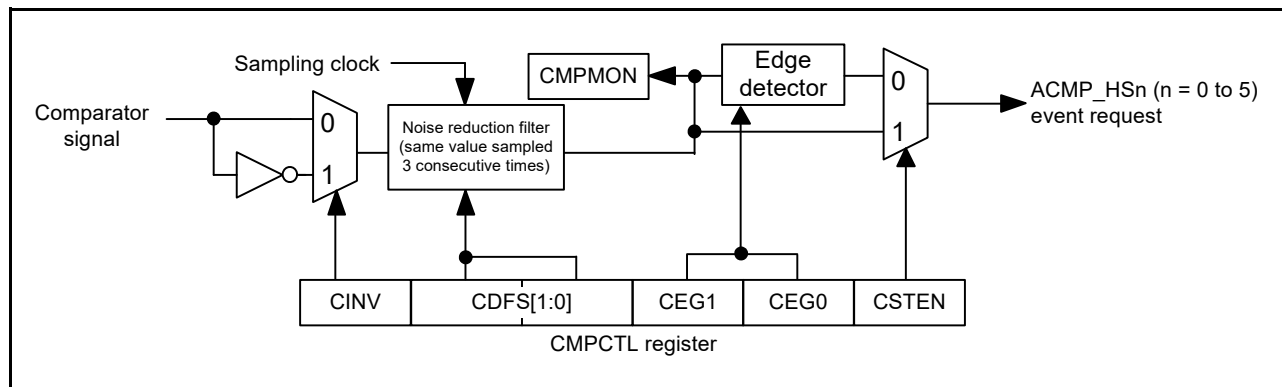 Sampling clock
CMPMON
Edge
detector
0
1
ACMP_HSn (n = 0 to 5)
event request
Comparator
signal
0
1
Noise reduction filter
(same value sampled
3 consecutive times)
CINV
CDFS[1:0]
CEG1
CEG0
CSTEN
CMPCTL register